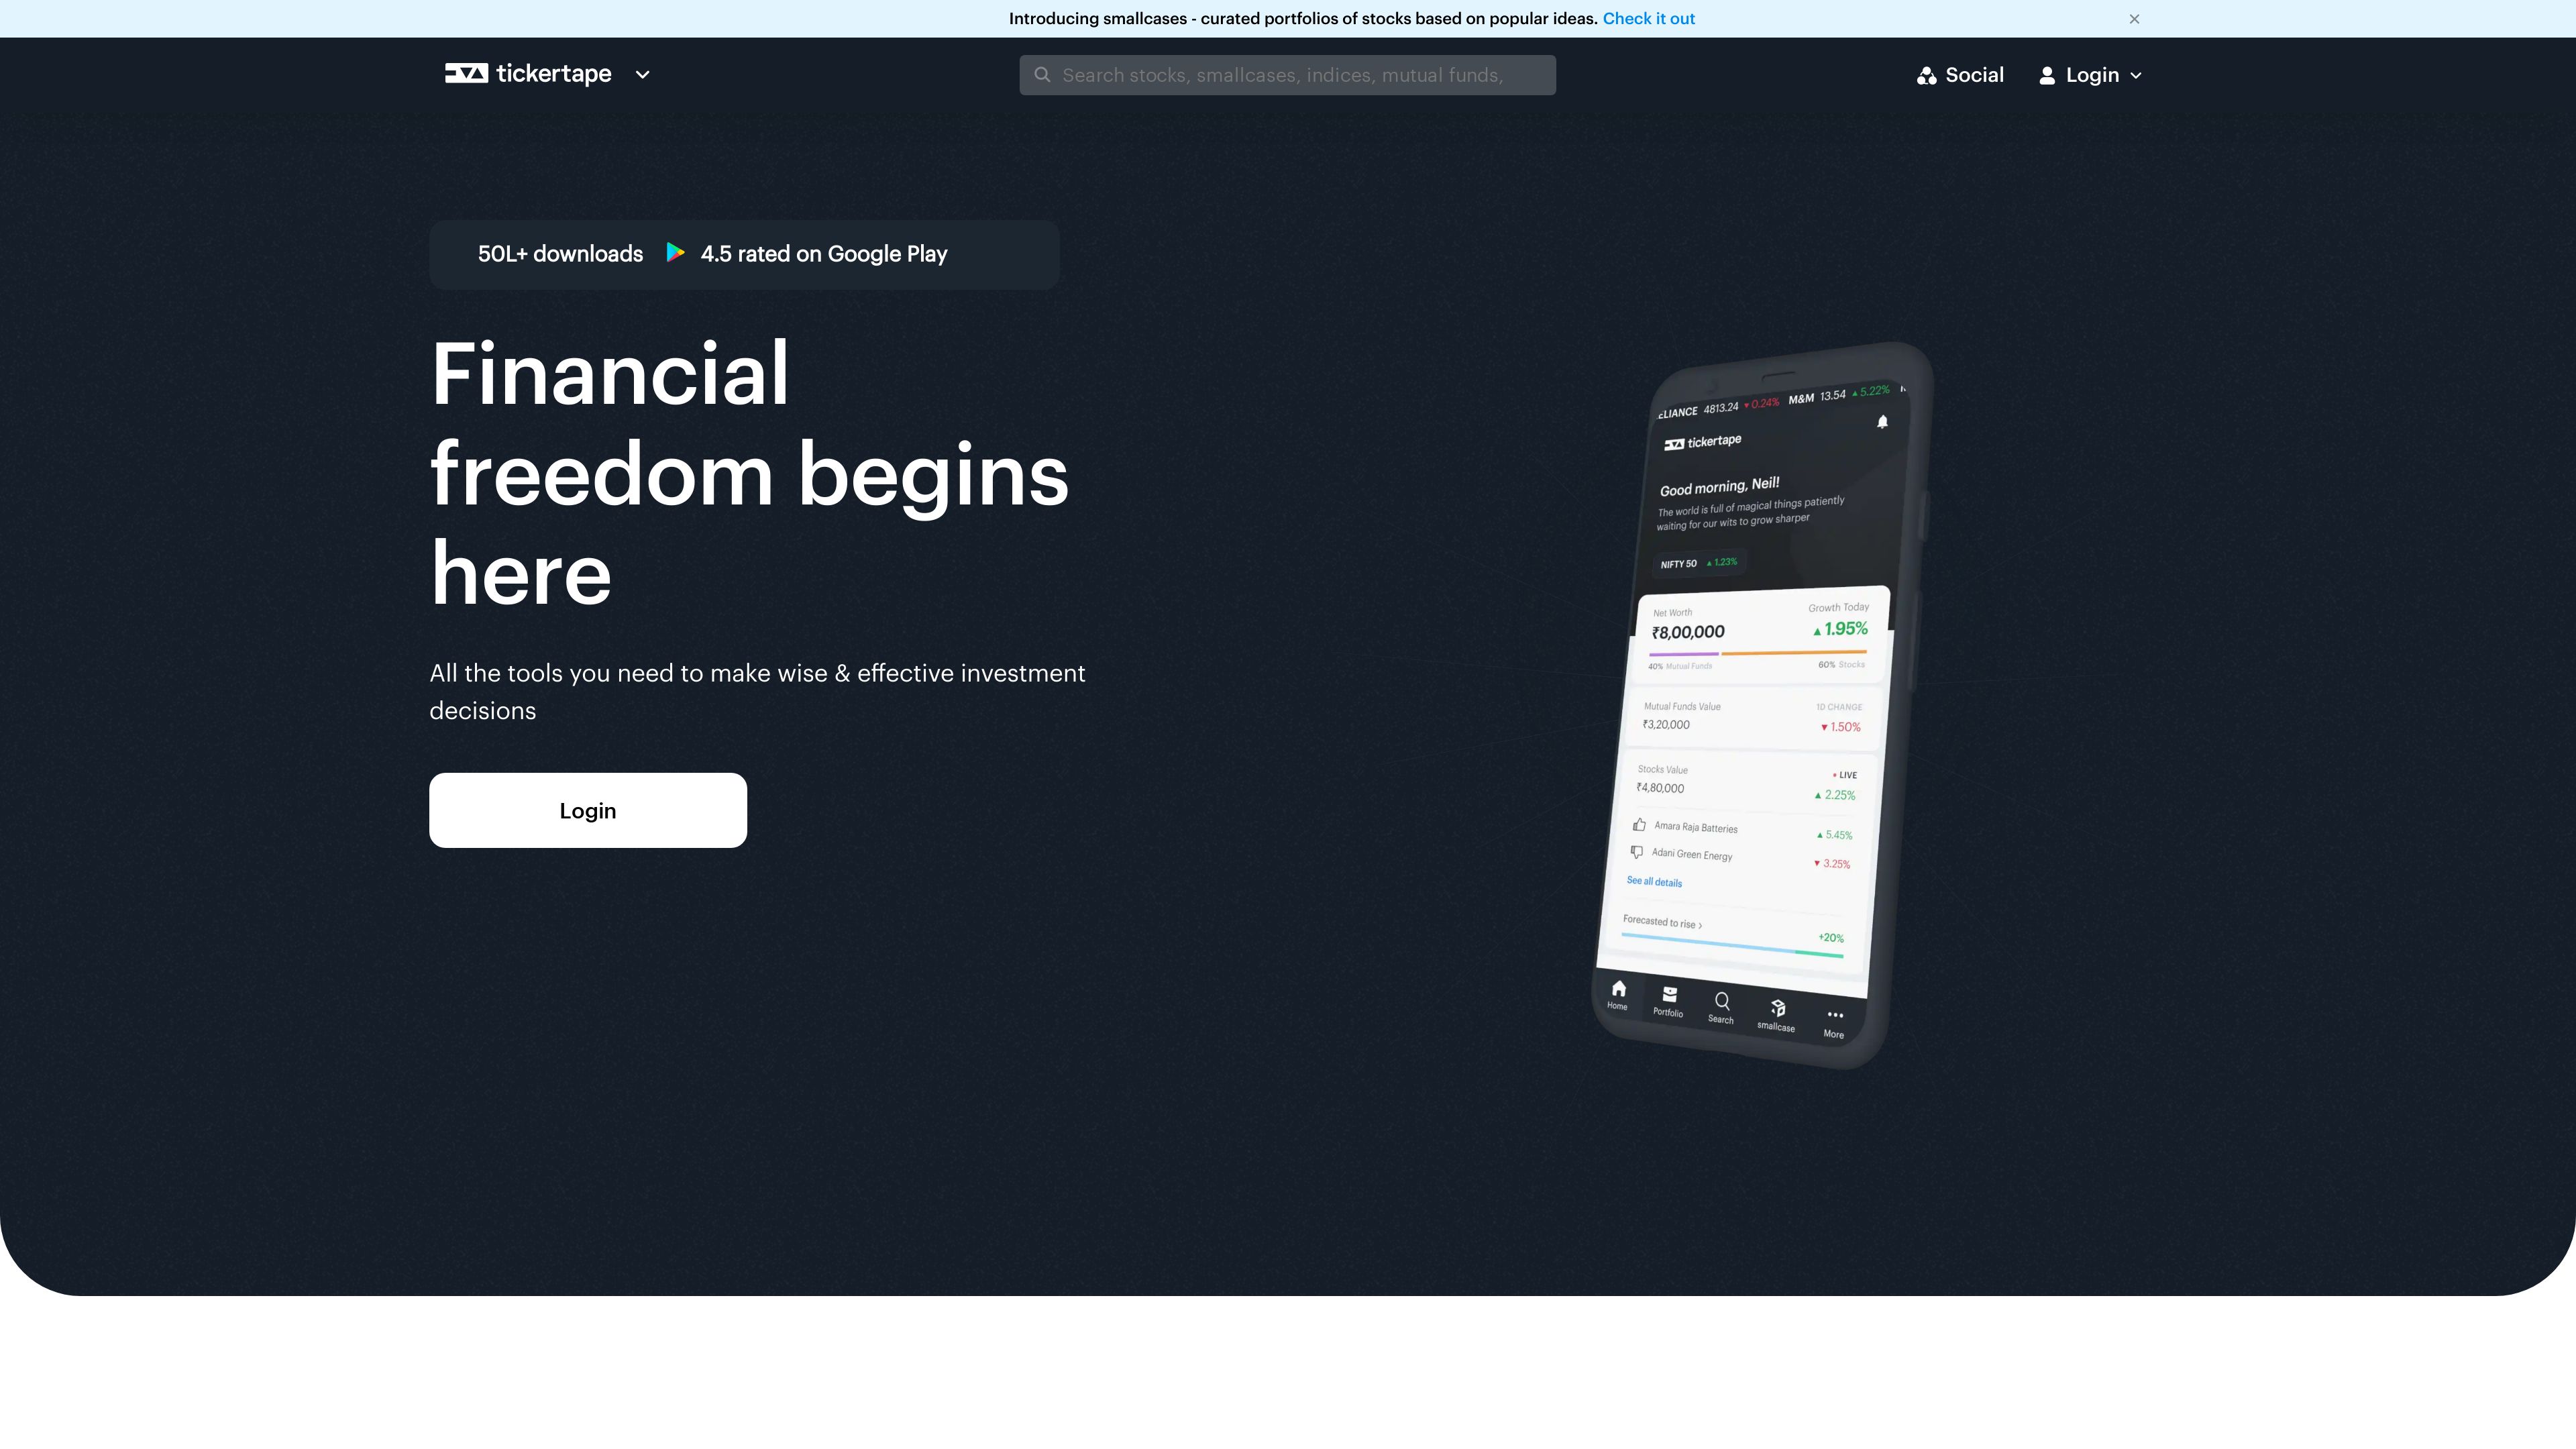 Introducing smallcases - curated portfolios of stocks based on popular ideas. Check it out
tickertape
Search stocks, smallcases, indices, mutual funds,
Social
Login
50L+ downloads
4.5 rated on Google Play
Financial
freedom begins
here
All the tools you need to make wise & effective investment
decisions
Login
ELIANCE 4813.24 ▼0.24% M&M 13.54 ▲5.22%
tickertape
Good morning, Neil!
The world is full of magical things patiently
waiting for our wits to grow sharper
NIFTY 50 ▲1.23%
Net Worth Growth Today
₹8,00,000 ▲1.95%
40% Mutual Funds 60% Stocks
Mutual Funds Value 1D CHANGE
₹3,20,000 ▼1.50%
Stocks Value • LIVE
₹4,80,000 ▲2.25%
Amara Raja Batteries ▲5.45%
Adani Green Energy ▼3.25%
See all details
Forecasted to rise › +20%
Home Portfolio Search smallcase More